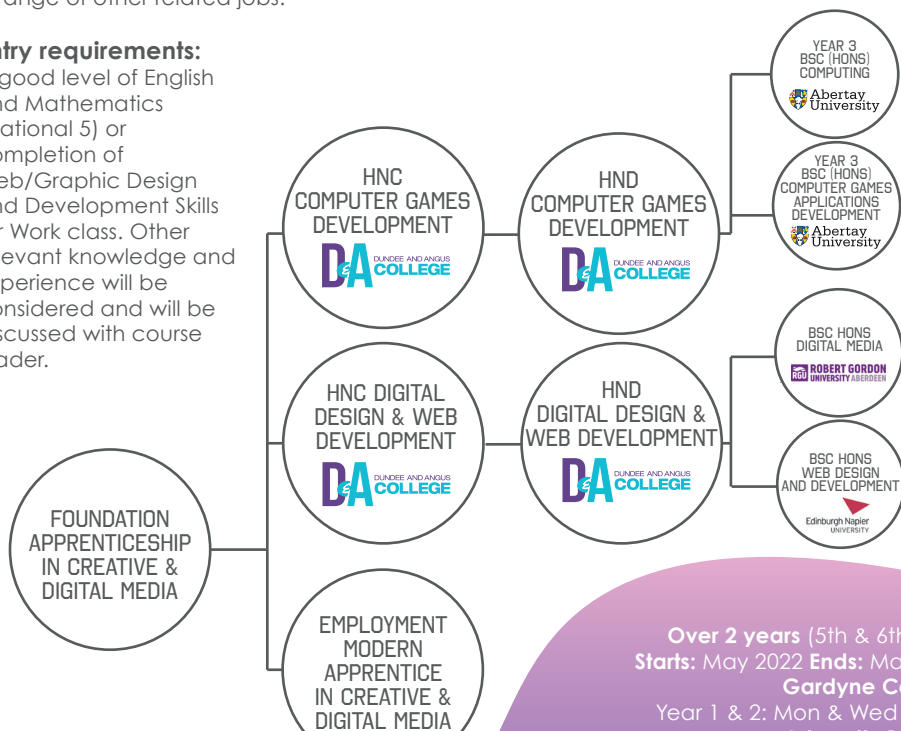 range of other related jobs.
ntry requirements:
good level of English
nd Mathematics
ational 5) or
ompletion of
eb/Graphic Design
nd Development Skills
r Work class. Other
levant knowledge and
xperience will be
onsidered and will be
iscussed with course
ader.
FOUNDATION
APPRENTICESHIP
IN CREATIVE &
DIGITAL MEDIA
HNC
COMPUTER GAMES
DEVELOPMENT
D&A DUNDEE AND ANGUS
COLLEGE
HND
COMPUTER GAMES
DEVELOPMENT
D&A DUNDEE AND ANGUS
COLLEGE
YEAR 3
BSC (HONS)
COMPUTING
Abertay
University
YEAR 3
BSC (HONS)
COMPUTER GAMES
APPLICATIONS
DEVELOPMENT
Abertay
University
HNC DIGITAL
DESIGN & WEB
DEVELOPMENT
D&A DUNDEE AND ANGUS
COLLEGE
HND
DIGITAL DESIGN &
WEB DEVELOPMENT
D&A DUNDEE AND ANGUS
COLLEGE
BSC HONS
DIGITAL MEDIA
RGU ROBERT GORDON
UNIVERSITY ABERDEEN
BSC HONS
WEB DESIGN
AND DEVELOPMENT
Edinburgh Napier
UNIVERSITY
EMPLOYMENT
MODERN
APPRENTICE
IN CREATIVE &
DIGITAL MEDIA
Over 2 years (5th & 6th
Starts: May 2022 Ends: Ma
Gardyne C
Year 1 & 2: Mon & Wed